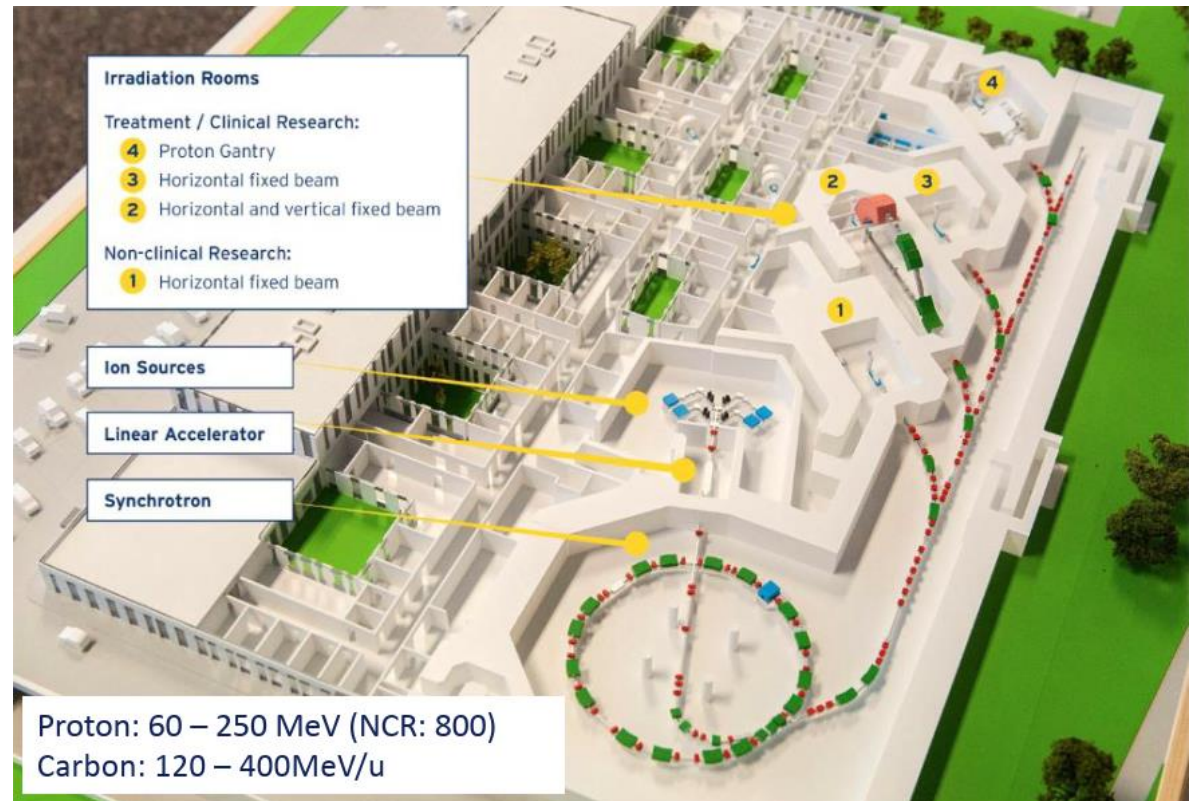 Irradiation Rooms
Treatment / Clinical Research:
4 Proton Gantry
3 Horizontal fixed beam
2 Horizontal and vertical fixed beam
Non-clinical Research:
1 Horizontal fixed beam
Ion Sources
Linear Accelerator
Synchrotron
4
2
3
1
Proton: 60 – 250 MeV (NCR: 800)
Carbon: 120 – 400MeV/u